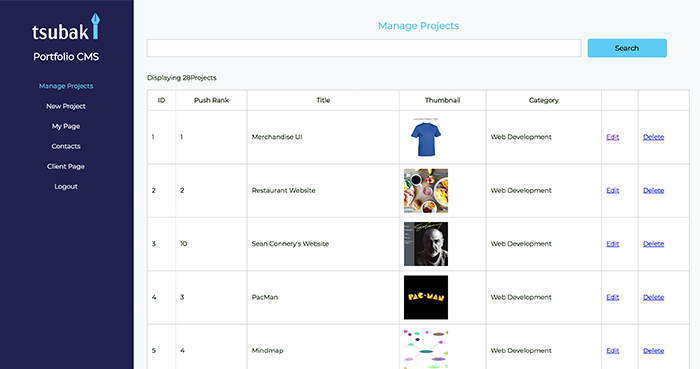 tsubaki
Portfolio CMS
Manage Projects
New Project
My Page
Contacts
Client Page
Logout
Manage Projects
Search
Displaying 28Projects
ID Push Rank Title Thumbnail Category
1 1 Merchandise UI Web Development Edit Delete
2 2 Restaurant Website Web Development Edit Delete
3 10 Sean Connery's Website Web Development Edit Delete
4 3 PacMan PAC-MAN Web Development Edit Delete
5 4 Mindmap Web Development Edit Delete